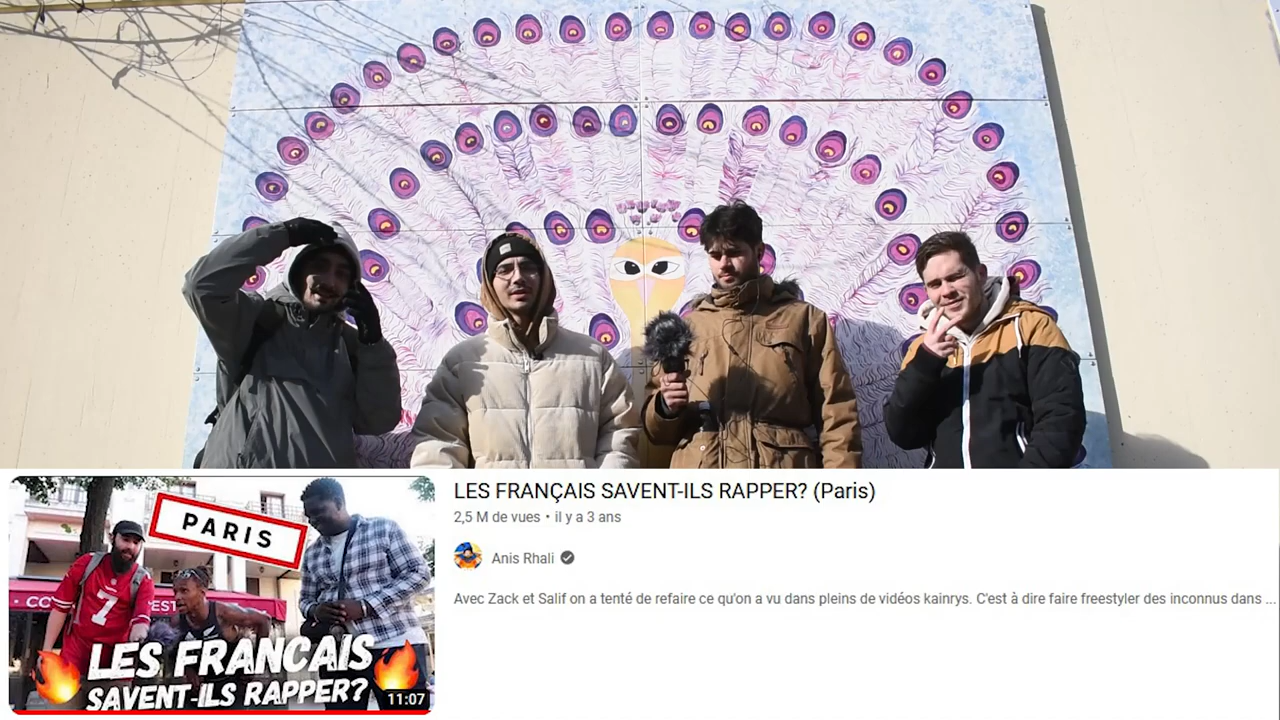 LES FRANÇAIS SAVENT-ILS RAPPER? (Paris)
2,5 M de vues • il y a 3 ans
Anis Rhali
Avec Zack et Salif on a tenté de refaire ce qu'on a vu dans pleins de vidéos kainrys. C'est à dire faire freestyler des inconnus dans ...
PARIS
7
LES FRANCAIS
SAVENT-ILS RAPPER?
11:07